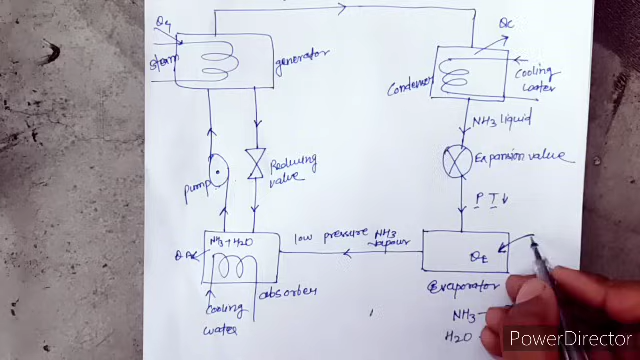 QG
Steam
generator
QC
Condenser
Cooling
water
NH3 liquid
Expansion valve
P T ↓
pump
Reducing
valve
NH3 + H2O
low pressure NH3
vapour
QA
absorber
Cooling
water
QE
Evaporator
NH3 –
H2O
PowerDirector